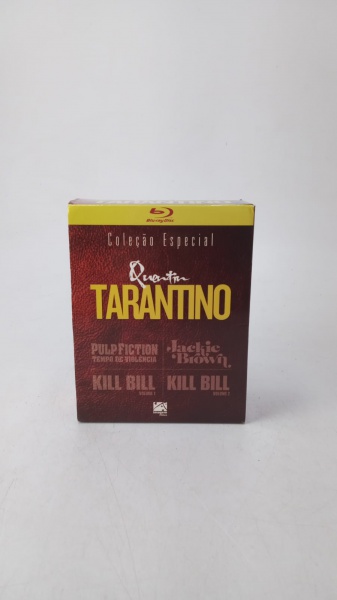 Blu-ray Disc
Coleção Especial
Quentin
TARANTINO
PULP FICTION
TEMPO DE VIOLÊNCIA
Jackie
Brown
KILL BILL
VOLUME 1
KILL BILL
VOLUME 2